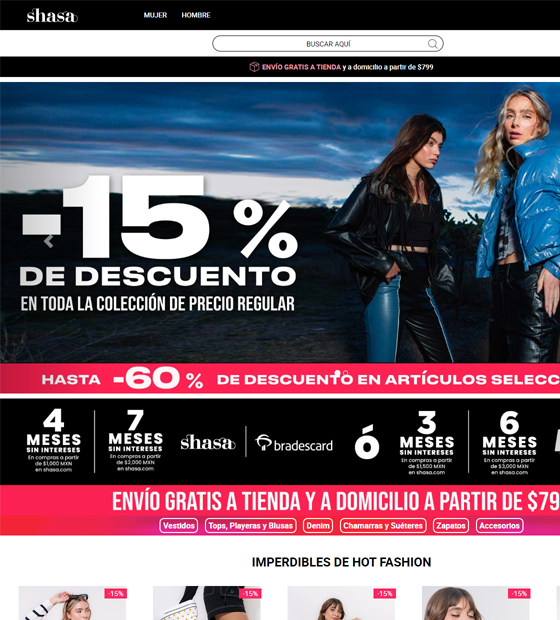 shasa
MUJER HOMBRE
BUSCAR AQUÍ
ENVÍO GRATIS A TIENDA y a domicilio a partir de $799
-15%
DE DESCUENTO
EN TODA LA COLECCIÓN DE PRECIO REGULAR
HASTA -60% DE DESCUENTO EN ARTÍCULOS SELECC
4
MESES
SIN INTERESES
En compras a partir
de $1,000 MXN
en shasa.com
7
MESES
SIN INTERESES
En compras a partir
de $2,000 MXN
en shasa.com
shasa
bradescard
ó
3
MESES
SIN INTERESES
En compras a partir
de $1,500 MXN
en shasa.com
6
MESES
SIN INTERESES
En compras a partir
de $3,000 MXN
en shasa.com
ENVÍO GRATIS A TIENDA Y A DOMICILIO A PARTIR DE $79
Vestidos Tops, Playeras y Blusas Denim Chamarras y Suéteres Zapatos Accesorios
IMPERDIBLES DE HOT FASHION
-15% -15% -15% -15%